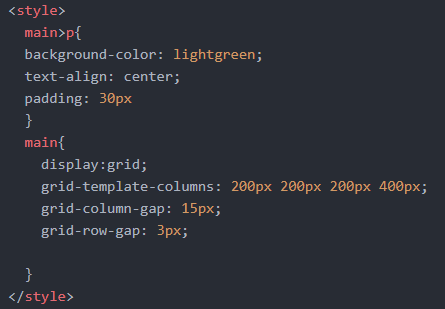 <style>
main>p{
background-color: lightgreen;
text-align: center;
padding: 30px
}
main{
display:grid;
grid-template-columns: 200px 200px 200px 400px;
grid-column-gap: 15px;
grid-row-gap: 3px;
}
</style>